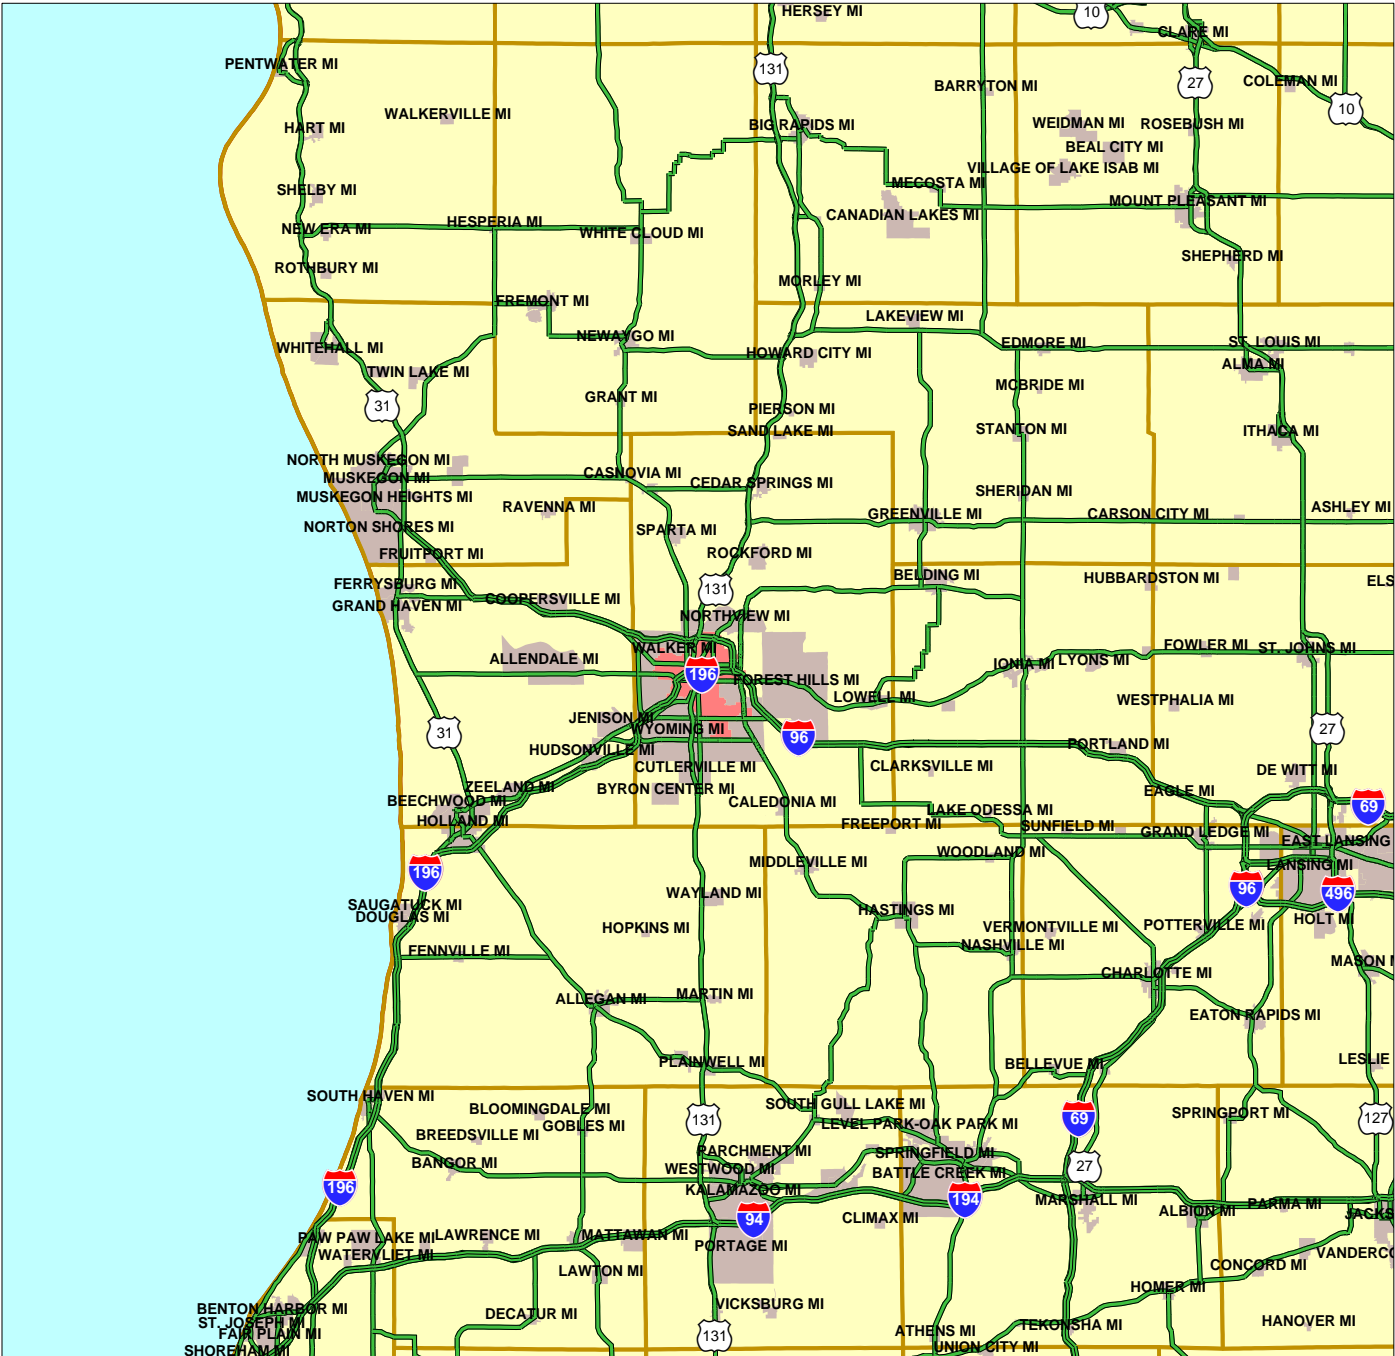 HERSEY MI
10
CLARE MI
PENTWATER MI
131
27
COLEMAN MI
BARRYTON MI
10
WALKERVILLE MI
HART MI
BIG RAPIDS MI
WEIDMAN MI
ROSEBUSH MI
BEAL CITY MI
VILLAGE OF LAKE ISAB MI
SHELBY MI
MECOSTA MI
MOUNT PLEASANT MI
CANADIAN LAKES MI
HESPERIA MI
NEW ERA MI
WHITE CLOUD MI
SHEPHERD MI
ROTHBURY MI
MORLEY MI
FREMONT MI
LAKEVIEW MI
NEWAYGO MI
EDMORE MI
ST. LOUIS MI
WHITEHALL MI
HOWARD CITY MI
ALMA MI
TWIN LAKE MI
MCBRIDE MI
GRANT MI
31
PIERSON MI
SAND LAKE MI
STANTON MI
ITHACA MI
NORTH MUSKEGON MI
MUSKEGON MI
CASNOVIA MI
CEDAR SPRINGS MI
SHERIDAN MI
MUSKEGON HEIGHTS MI
RAVENNA MI
ASHLEY MI
GREENVILLE MI
CARSON CITY MI
NORTON SHORES MI
SPARTA MI
FRUITPORT MI
ROCKFORD MI
BELDING MI
HUBBARDSTON MI
ELS
FERRYSBURG MI
131
COOPERSVILLE MI
GRAND HAVEN MI
NORTHVIEW MI
WALKER MI
FOWLER MI
ST. JOHNS MI
ALLENDALE MI
IONIA MI
LYONS MI
196
FOREST HILLS MI
LOWELL MI
WESTPHALIA MI
JENISON MI
WYOMING MI
31
96
27
HUDSONVILLE MI
PORTLAND MI
CUTLERVILLE MI
CLARKSVILLE MI
DE WITT MI
ZEELAND MI
BYRON CENTER MI
EAGLE MI
BEECHWOOD MI
CALEDONIA MI
LAKE ODESSA MI
69
HOLLAND MI
FREEPORT MI
SUNFIELD MI
GRAND LEDGE MI
EAST LANSING
WOODLAND MI
MIDDLEVILLE MI
LANSING MI
196
96
496
WAYLAND MI
SAUGATUCK MI
HASTINGS MI
DOUGLAS MI
HOLT MI
HOPKINS MI
VERMONTVILLE MI
POTTERVILLE MI
FENNVILLE MI
NASHVILLE MI
MASON M
CHARLOTTE MI
ALLEGAN MI
MARTIN MI
EATON RAPIDS MI
PLAINWELL MI
BELLEVUE MI
LESLIE
SOUTH HAVEN MI
SOUTH GULL LAKE MI
BLOOMINGDALE MI
SPRINGPORT MI
131
69
127
GOBLES MI
LEVEL PARK-OAK PARK MI
BREEDSVILLE MI
PARCHMENT MI
SPRINGFIELD MI
BANGOR MI
WESTWOOD MI
27
BATTLE CREEK MI
196
KALAMAZOO MI
194
MARSHALL MI
PARMA MI
ALBION MI
JACKS
94
CLIMAX MI
PAW PAW LAKE MI
LAWRENCE MI
MATTAWAN MI
PORTAGE MI
VANDERCO
WATERVLIET MI
LAWTON MI
CONCORD MI
HOMER MI
BENTON HARBOR MI
VICKSBURG MI
DECATUR MI
ST. JOSEPH MI
HANOVER MI
TEKONSHA MI
FAIR PLAIN MI
131
ATHENS MI
SHOREHAM MI
UNION CITY MI